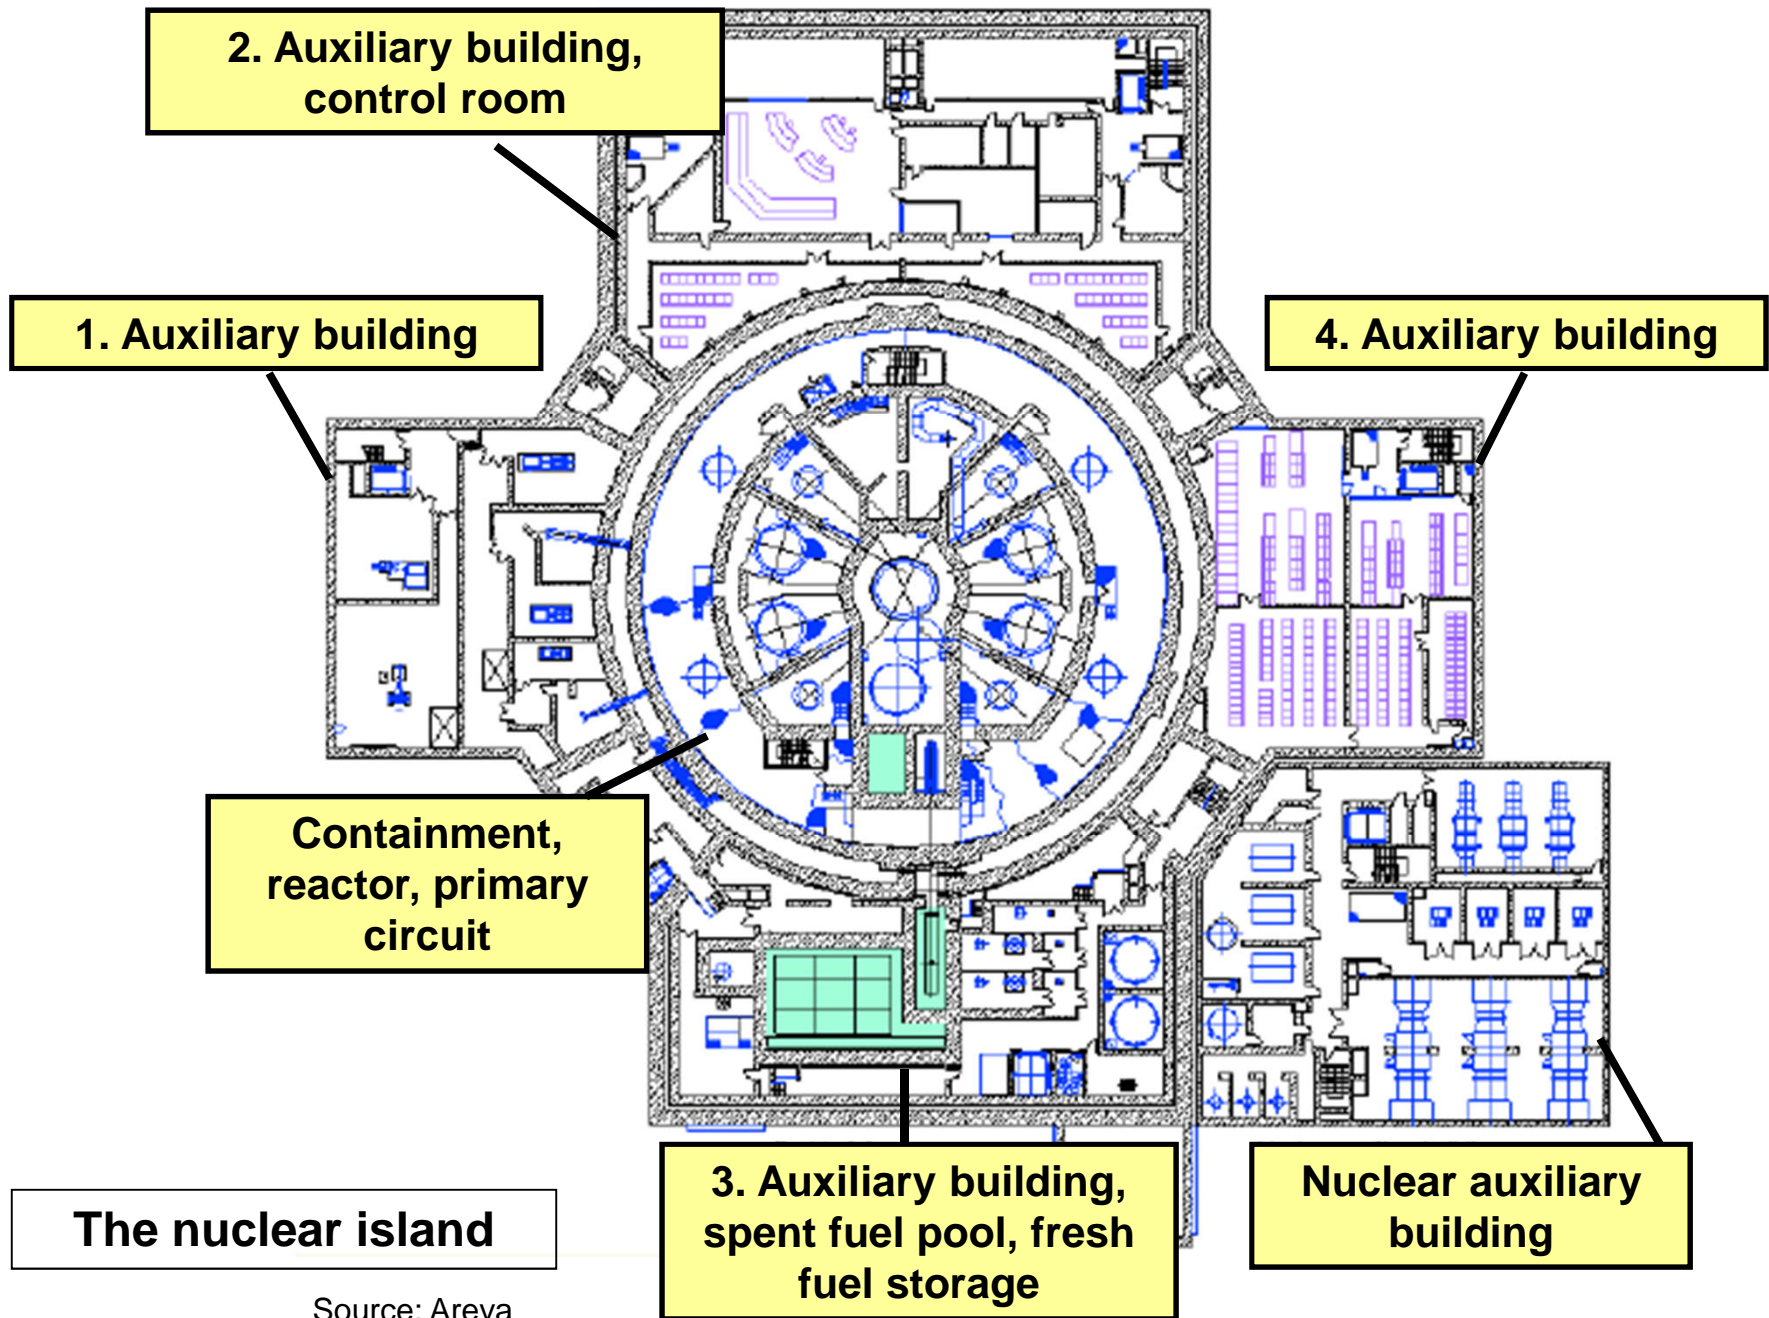 2. Auxiliary building,
control room
1. Auxiliary building
4. Auxiliary building
Containment,
reactor, primary
circuit
3. Auxiliary building,
spent fuel pool, fresh
fuel storage
Nuclear auxiliary
building
The nuclear island
Source: Areva